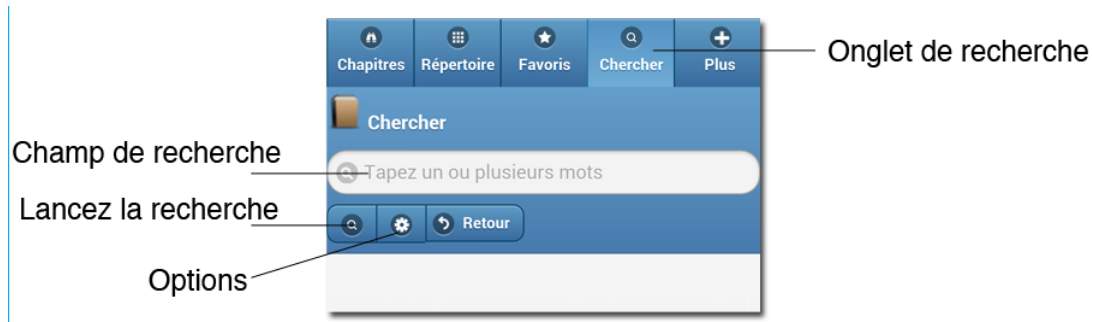 Chapitres Répertoire Favoris Chercher Plus
Onglet de recherche
Chercher
Champ de recherche
Tapez un ou plusieurs mots
Lancez la recherche
Retour
Options